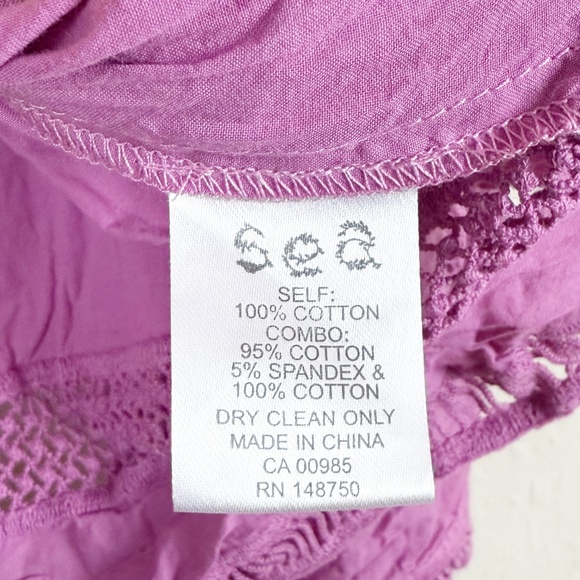 sea
SELF:
100% COTTON
COMBO:
95% COTTON
5% SPANDEX &
100% COTTON
DRY CLEAN ONLY
MADE IN CHINA
CA 00985
RN 148750